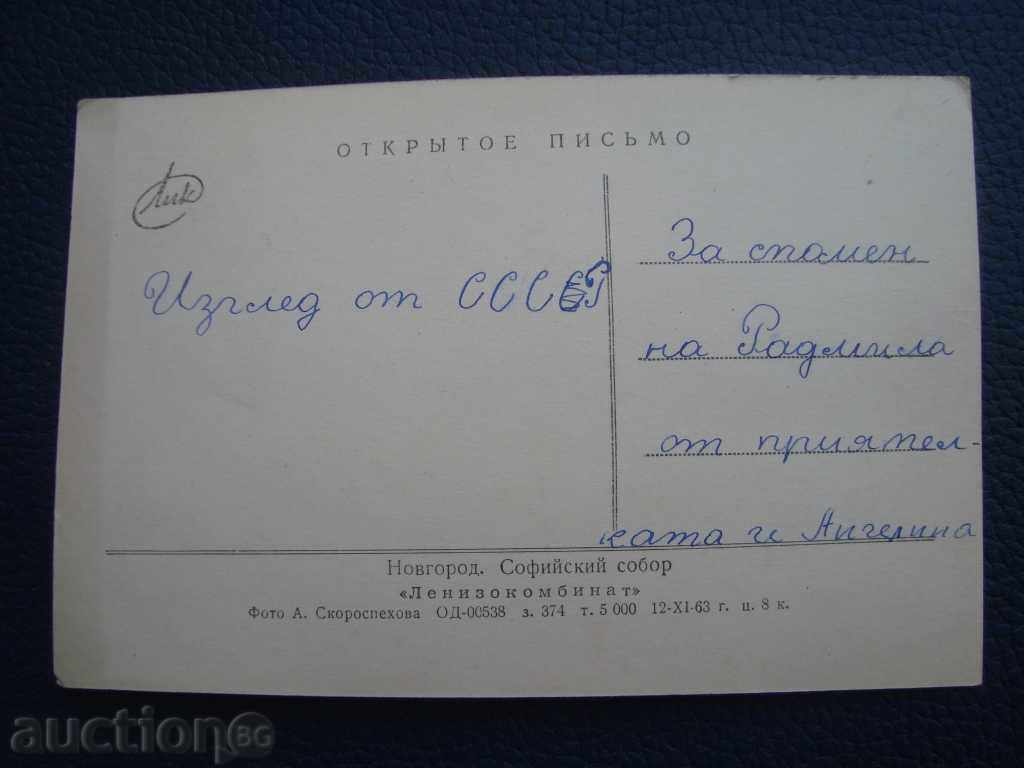 ОТКРЫТОЕ ПИСЬМО
Лик
Изглед от СССР
За спомен
на Радмила
от приятел-
ката ѝ Ангелина
Новгород. Софийский собор
«Ленизокомбинат»
Фото А. Скороспехова ОД-00538 з. 374 т. 5 000 12-XI-63 г. ц. 8 к.
auction.BG